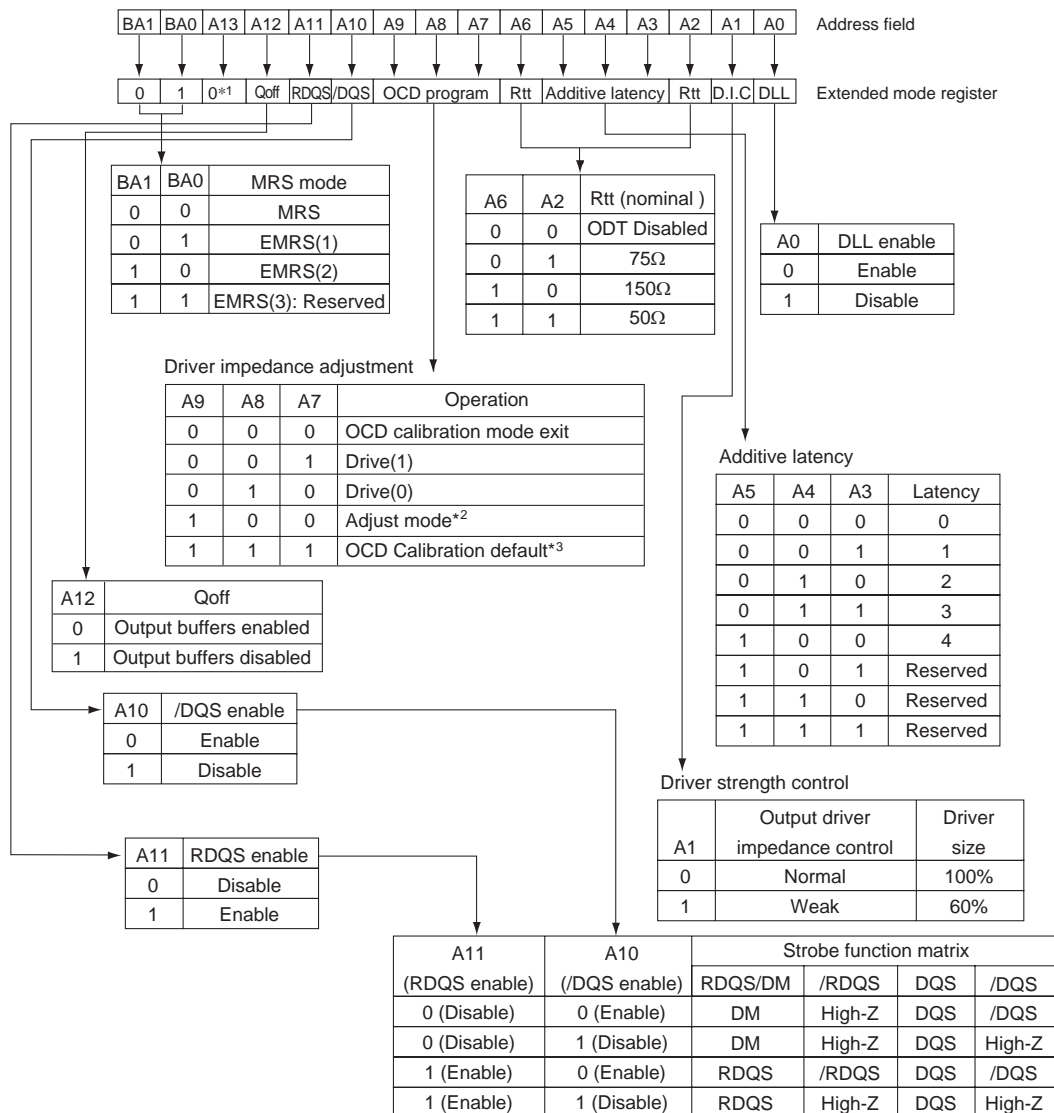 BA1 BA0 A13 A12 A11 A10 A9 A8 A7 A6 A5 A4 A3 A2 A1 A0 Address field
0 1 0*1 Qoff RDQS /DQS OCD program Rtt Additive latency Rtt D.I.C DLL Extended mode register
BA1 BA0 MRS mode
0 0 MRS
0 1 EMRS(1)
1 0 EMRS(2)
1 1 EMRS(3): Reserved
A6 A2 Rtt (nominal )
0 0 ODT Disabled
0 1 75Ω
1 0 150Ω
1 1 50Ω
A0 DLL enable
0 Enable
1 Disable
Driver impedance adjustment
A9 A8 A7 Operation
0 0 0 OCD calibration mode exit
0 0 1 Drive(1)
0 1 0 Drive(0)
1 0 0 Adjust mode*2
1 1 1 OCD Calibration default*3
Additive latency
A5 A4 A3 Latency
0 0 0 0
0 0 1 1
0 1 0 2
0 1 1 3
1 0 0 4
1 0 1 Reserved
1 1 0 Reserved
1 1 1 Reserved
A12 Qoff
0 Output buffers enabled
1 Output buffers disabled
A10 /DQS enable
0 Enable
1 Disable
Driver strength control
Output driver Driver
A1 impedance control size
0 Normal 100%
1 Weak 60%
A11 RDQS enable
0 Disable
1 Enable
A11 A10 Strobe function matrix
(RDQS enable) (/DQS enable) RDQS/DM /RDQS DQS /DQS
0 (Disable) 0 (Enable) DM High-Z DQS /DQS
0 (Disable) 1 (Disable) DM High-Z DQS High-Z
1 (Enable) 0 (Enable) RDQS /RDQS DQS /DQS
1 (Enable) 1 (Disable) RDQS High-Z DQS High-Z